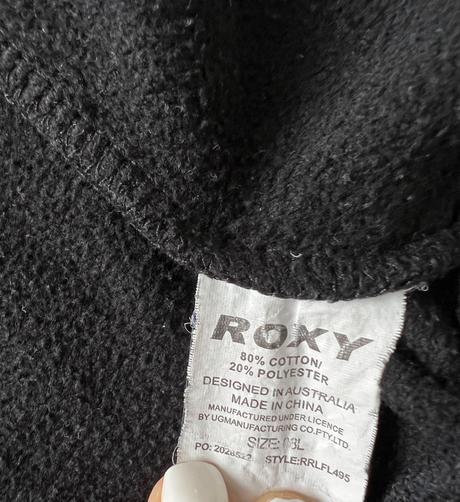 ROXY
80% COTTON/
20% POLYESTER
DESIGNED IN AUSTRALIA
MADE IN CHINA
MANUFACTURED UNDER LICENCE
BY UGMANUFACTURING CO.PTY.LTD.
SIZE:
PO: STYLE:RRLFL495